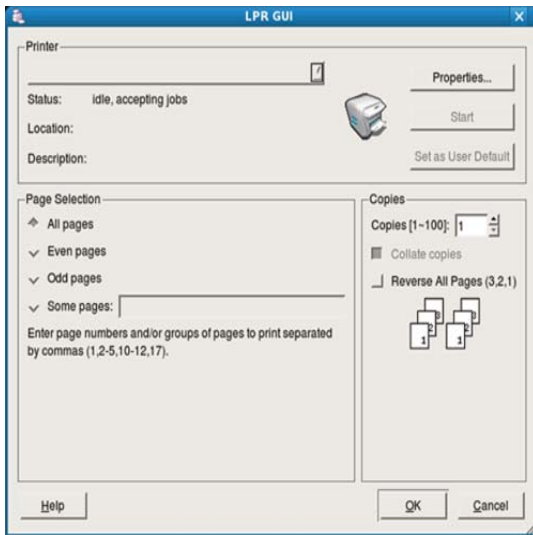 LPR GUI
Printer
Properties...
Status: idle, accepting jobs
Start
Location:
Description:
Set as User Default
Page Selection
All pages
Even pages
Odd pages
Some pages:
Enter page numbers and/or groups of pages to print separated
by commas (1,2-5,10-12,17).
Copies
Copies [1~100]: 1
Collate copies
Reverse All Pages (3,2,1)
3 3
2 2
1 1
Help
OK
Cancel